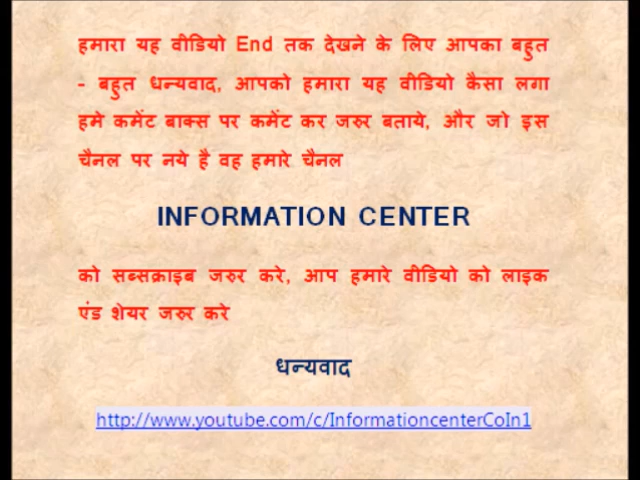 हमारा यह वीडियो End तक देखने के लिए आपका बहुत
- बहुत धन्यवाद, आपको हमारा यह वीडियो कैसा लगा
हमे कमेंट बाक्स पर कमेंट कर जरुर बताये, और जो इस
चैनल पर नये है वह हमारे चैनल
INFORMATION CENTER
को सब्सक्राइब जरुर करे, आप हमारे वीडियो को लाइक
एंड शेयर जरुर करे
धन्यवाद
http://www.youtube.com/c/InformationcenterCoIn1